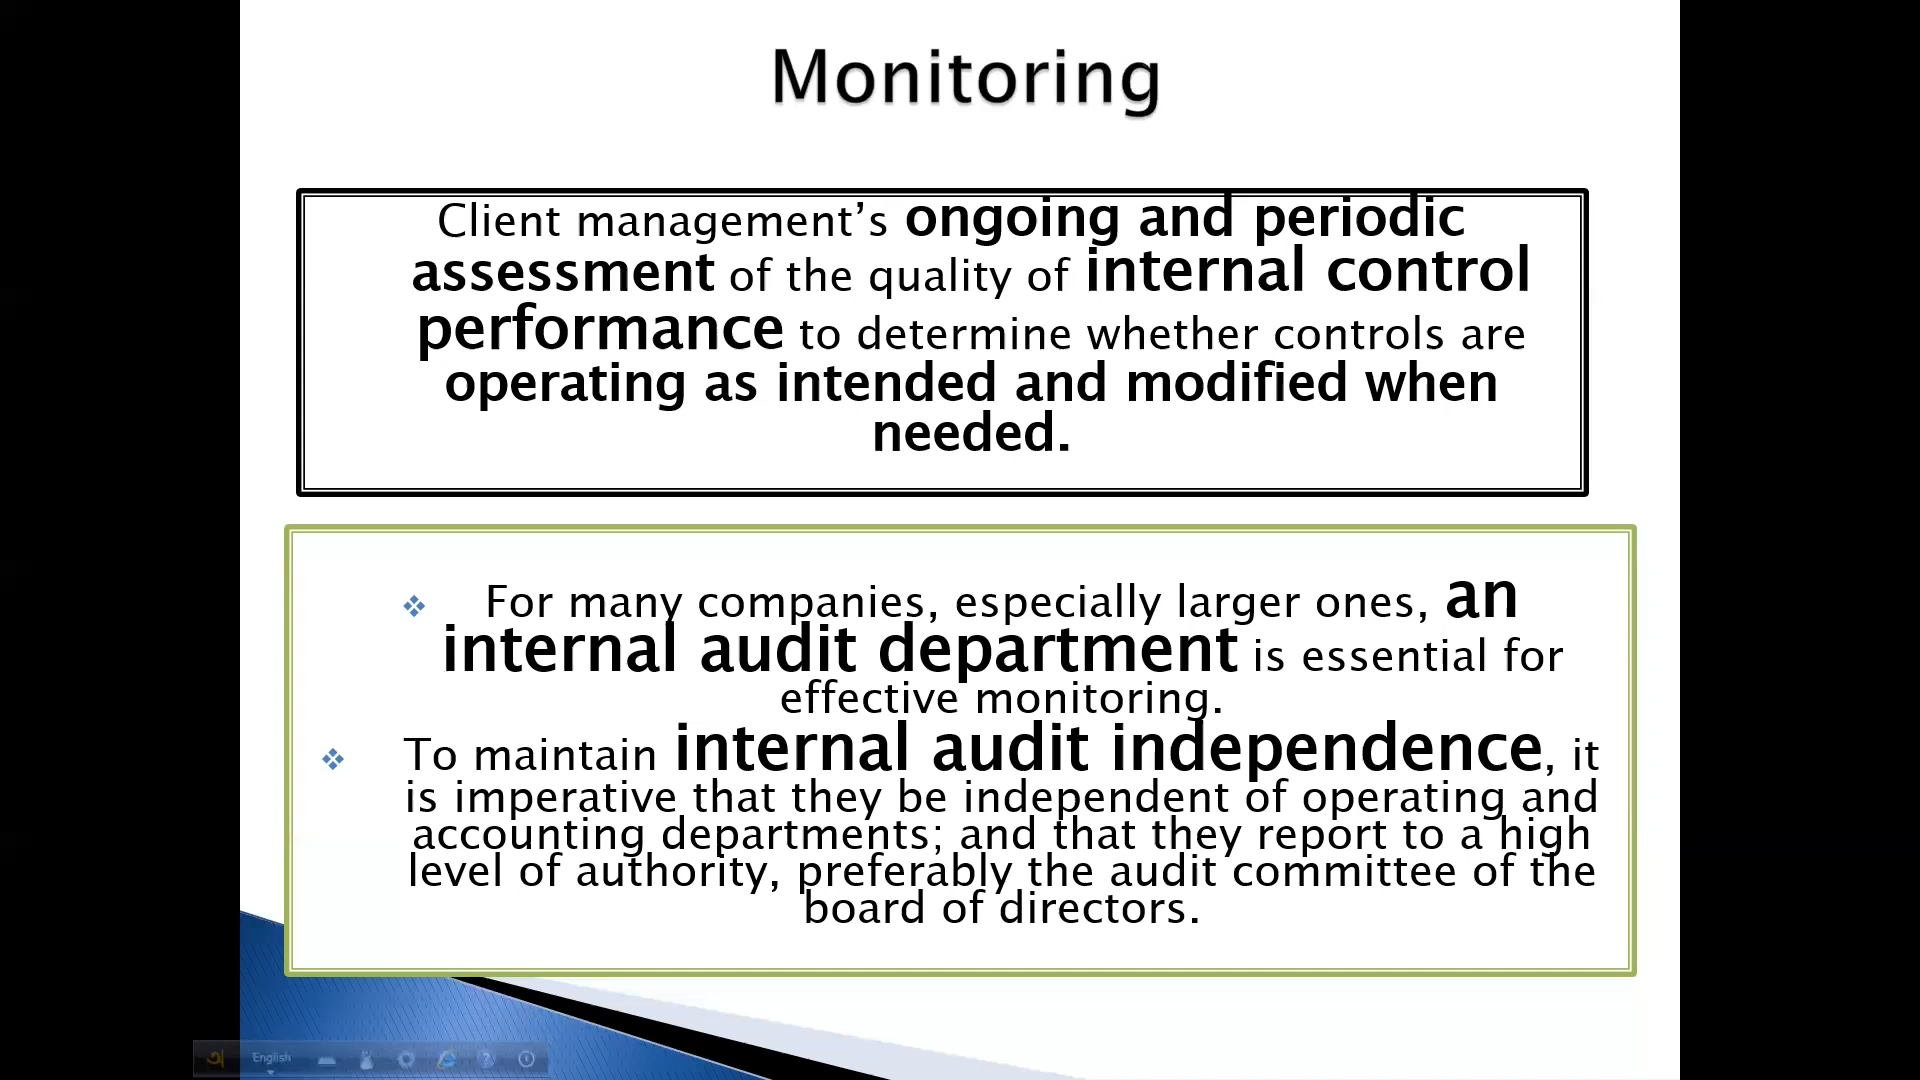 Monitoring
Client management’s ongoing and periodic
assessment of the quality of internal control
performance to determine whether controls are
operating as intended and modified when
needed.
For many companies, especially larger ones, an
internal audit department is essential for
effective monitoring.
To maintain internal audit independence, it
is imperative that they be independent of operating and
accounting departments; and that they report to a high
level of authority, preferably the audit committee of the
board of directors.
অ English